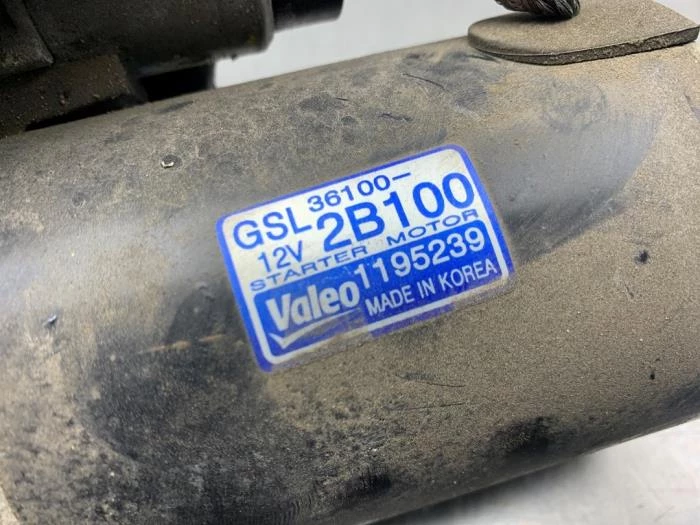 36100-
GSL 2B100
12V
STARTER MOTOR
Valeo 1195239
MADE IN KOREA